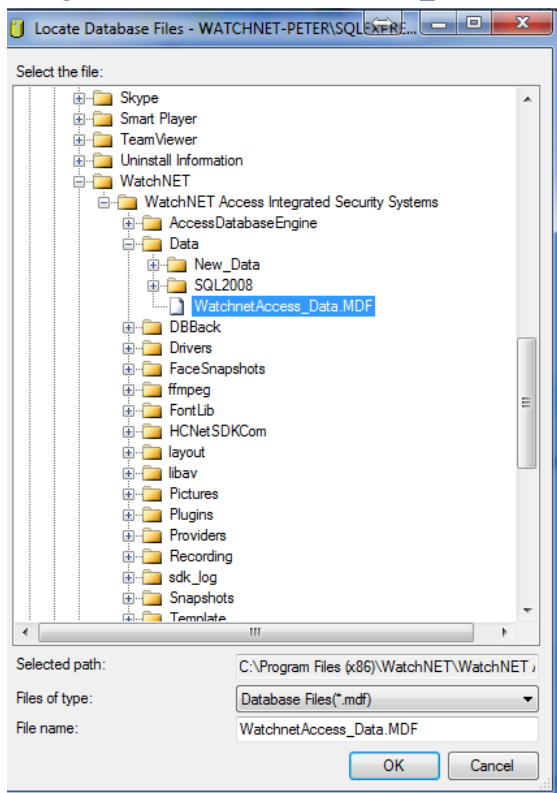 Locate Database Files - WATCHNET-PETER\SQLEXPRE...
Select the file:
Skype
Smart Player
TeamViewer
Uninstall Information
WatchNET
WatchNET Access Integrated Security Systems
AccessDatabaseEngine
Data
New_Data
SQL2008
WatchnetAccess_Data.MDF
DBBack
Drivers
FaceSnapshots
ffmpeg
FontLib
HCNetSDKCom
layout
libav
Pictures
Plugins
Providers
Recording
sdk_log
Snapshots
Template
Selected path: C:\Program Files (x86)\WatchNET\WatchNET
Files of type: Database Files(*.mdf)
File name: WatchnetAccess_Data.MDF
OK Cancel